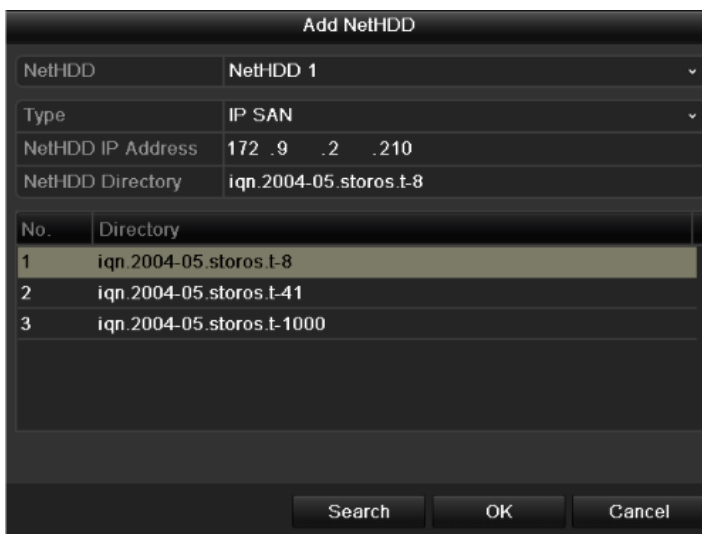 Add NetHDD
NetHDD NetHDD 1
Type IP SAN
NetHDD IP Address 172 .9 .2 .210
NetHDD Directory iqn.2004-05.storos.t-8
No. Directory
1 iqn.2004-05.storos.t-8
2 iqn.2004-05.storos.t-41
3 iqn.2004-05.storos.t-1000
Search OK Cancel